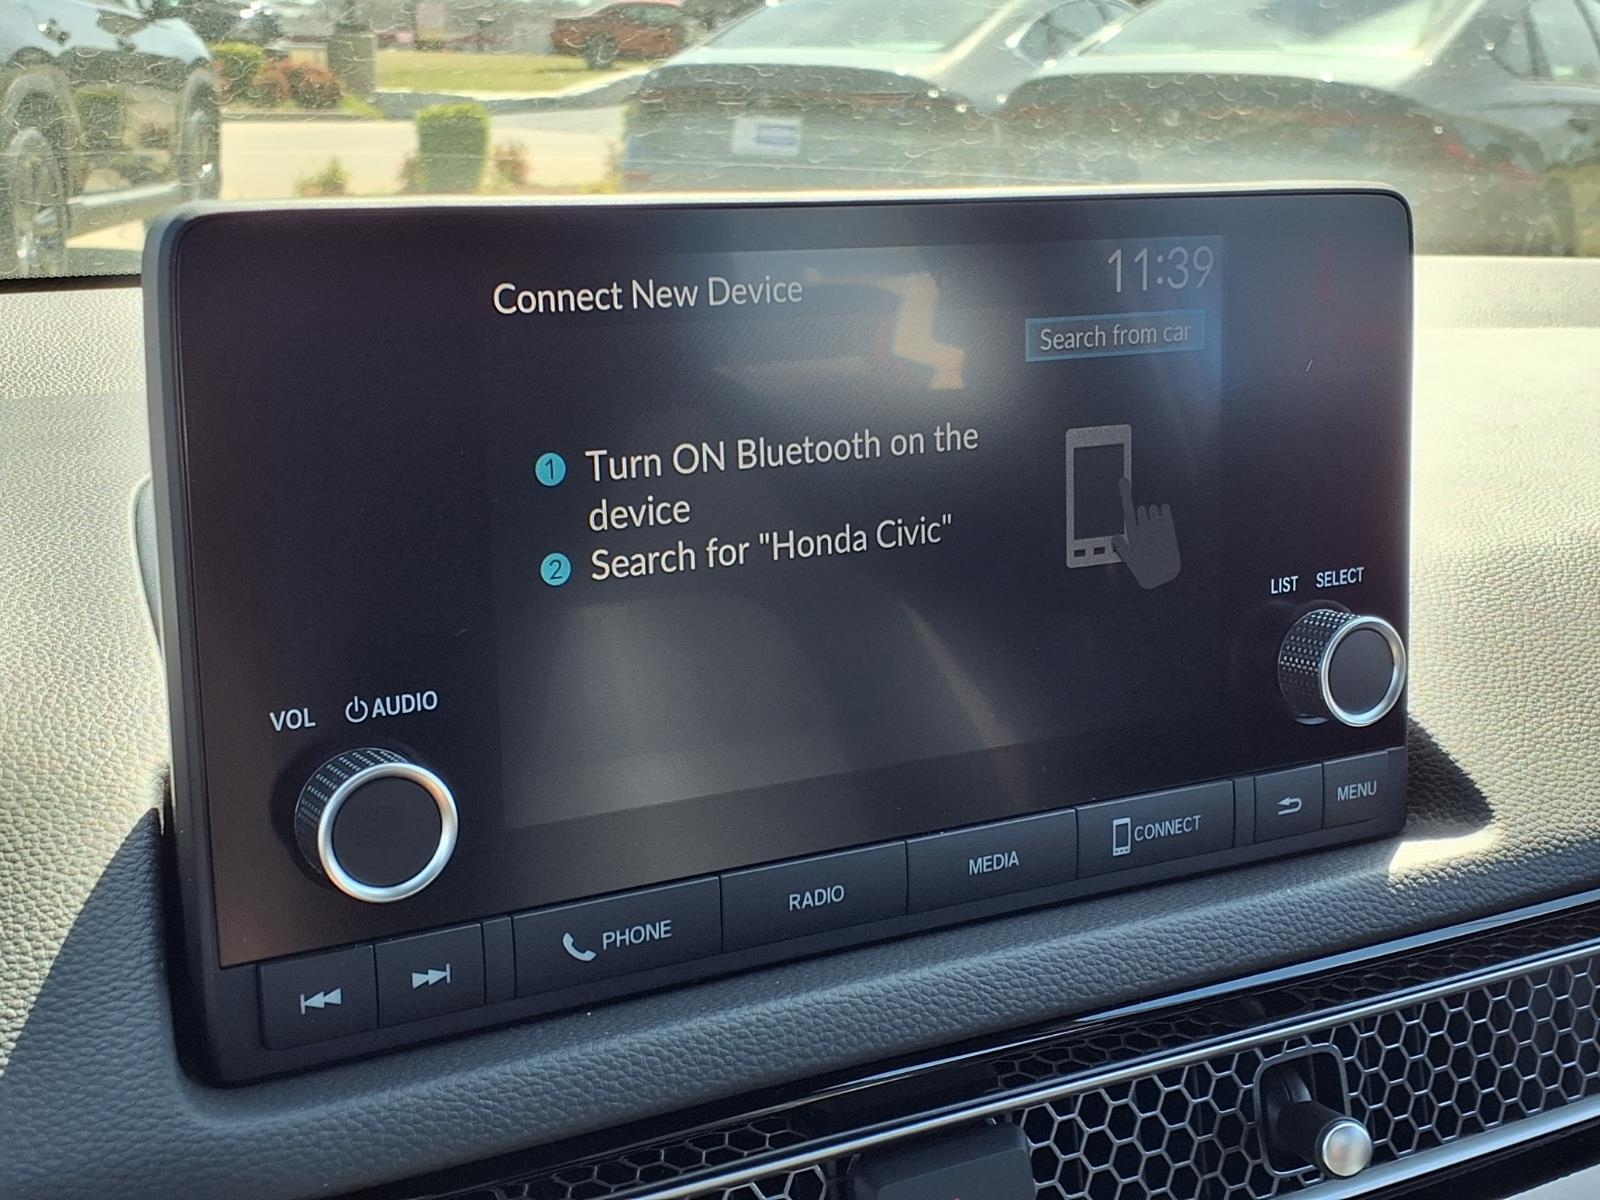 Connect New Device
11:39
Search from car
1 Turn ON Bluetooth on the
device
2 Search for "Honda Civic"
LIST SELECT
VOL AUDIO
PHONE
RADIO
MEDIA
CONNECT
MENU